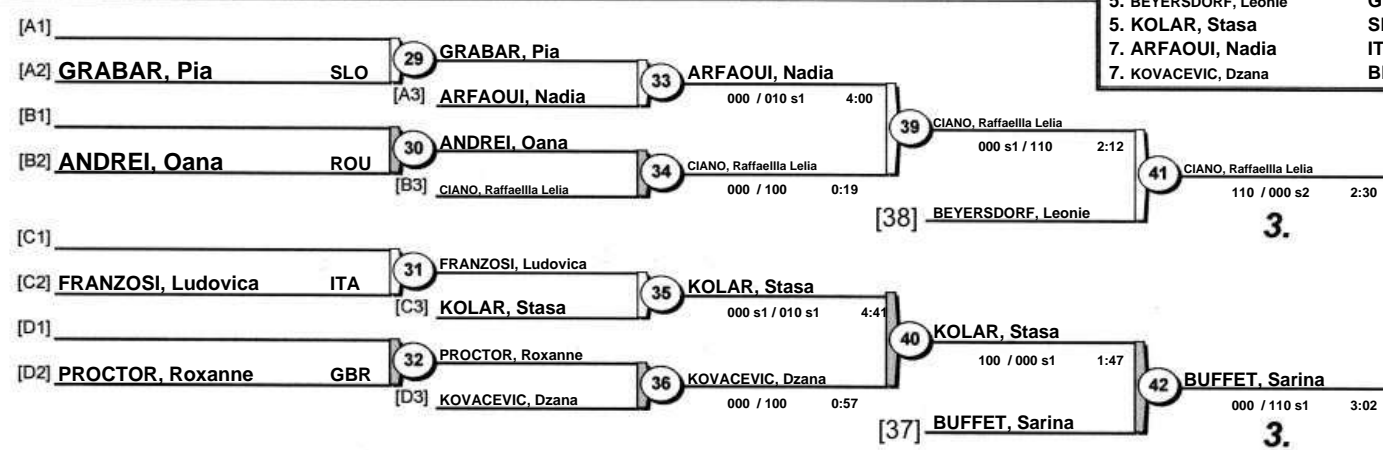 5. BEYERSDORF, Leonie G
5. KOLAR, Stasa SL
7. ARFAOUI, Nadia IT
7. KOVACEVIC, Dzana BI
[A1]
[A2] GRABAR, Pia SLO
29
GRABAR, Pia
[A3] ARFAOUI, Nadia
33
ARFAOUI, Nadia
000 / 010 s1 4:00
[B1]
[B2] ANDREI, Oana ROU
30
ANDREI, Oana
[B3] CIANO, Raffaellla Lelia
34
CIANO, Raffaellla Lelia
000 / 100 0:19
39
CIANO, Raffaellla Lelia
000 s1 / 110 2:12
[38] BEYERSDORF, Leonie
41
CIANO, Raffaellla Lelia
110 / 000 s2 2:30
3.
[C1]
[C2] FRANZOSI, Ludovica ITA
31
FRANZOSI, Ludovica
[C3] KOLAR, Stasa
35
KOLAR, Stasa
000 s1 / 010 s1 4:41
[D1]
[D2] PROCTOR, Roxanne GBR
32
PROCTOR, Roxanne
[D3] KOVACEVIC, Dzana
36
KOVACEVIC, Dzana
000 / 100 0:57
40
KOLAR, Stasa
100 / 000 s1 1:47
[37] BUFFET, Sarina
42
BUFFET, Sarina
000 / 110 s1 3:02
3.